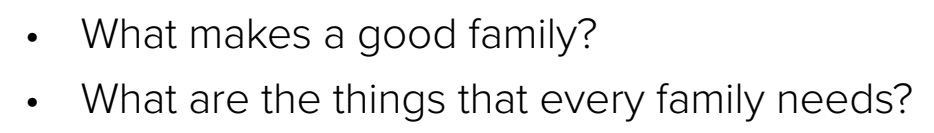 • What makes a good family?
• What are the things that every family needs?